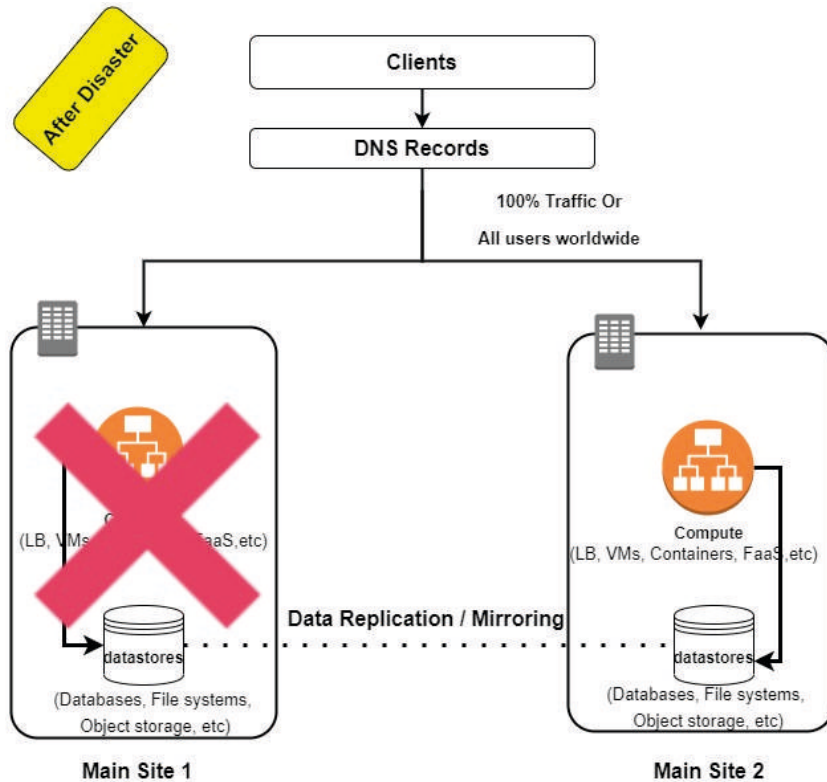 After Disaster
Clients
DNS Records
100% Traffic Or
All users worldwide
C
(LB, VMs, FaaS,etc)
Compute
(LB, VMs, Containers, FaaS,etc)
Data Replication / Mirroring
datastores
datastores
(Databases, File systems,
Object storage, etc)
(Databases, File systems,
Object storage, etc)
Main Site 1
Main Site 2